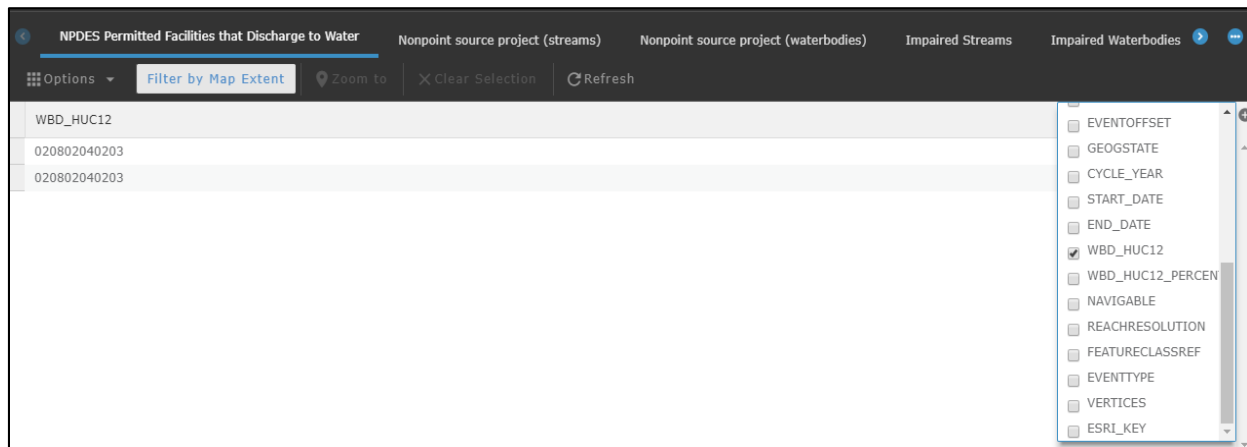 NPDES Permitted Facilities that Discharge to Water Nonpoint source project (streams) Nonpoint source project (waterbodies) Impaired Streams Impaired Waterbodies
Options Filter by Map Extent Zoom to Clear Selection Refresh
WBD_HUC12
020802040203
020802040203
EVENTOFFSET
GEOGSTATE
CYCLE_YEAR
START_DATE
END_DATE
WBD_HUC12
WBD_HUC12_PERCEN
NAVIGABLE
REACHRESOLUTION
FEATURECLASSREF
EVENTTYPE
VERTICES
ESRI_KEY